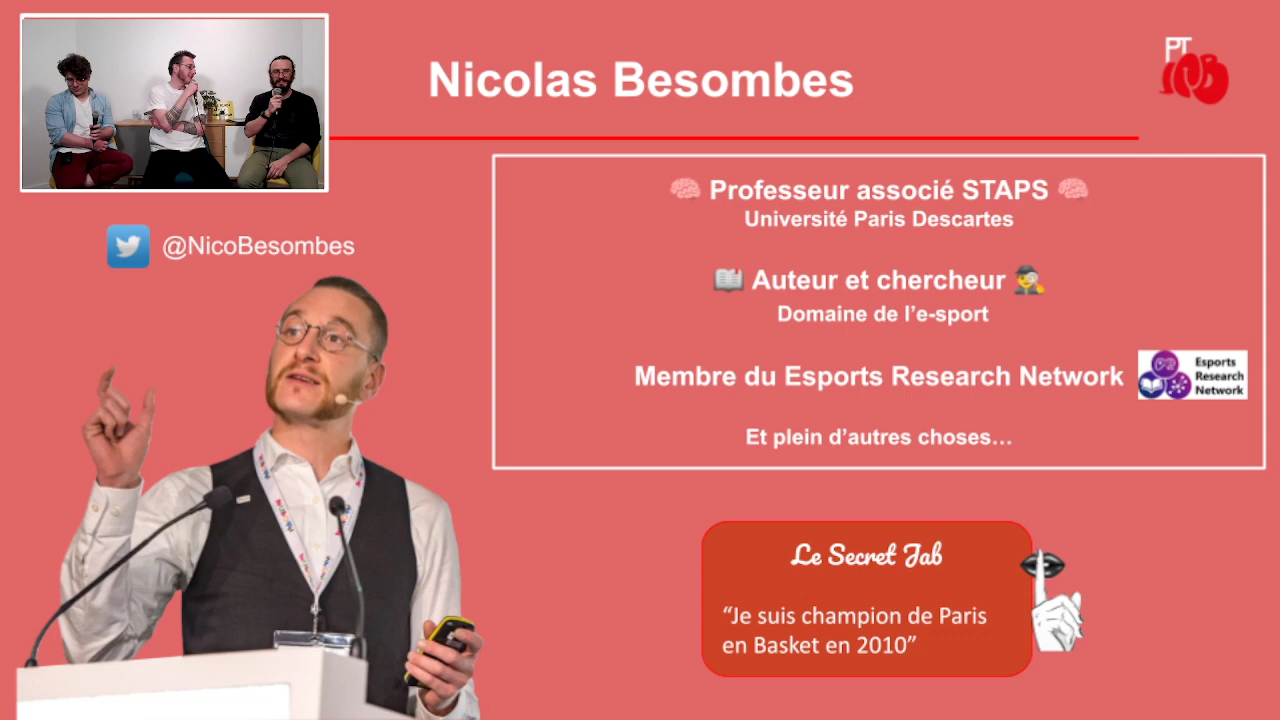 Nicolas Besombes
PT
@NicoBesombes
Professeur associé STAPS
Université Paris Descartes
Auteur et chercheur
Domaine de l’e-sport
Membre du Esports Research Network
Esports
Research
Network
Et plein d’autres choses…
Le Secret Jab
“Je suis champion de Paris
en Basket en 2010”